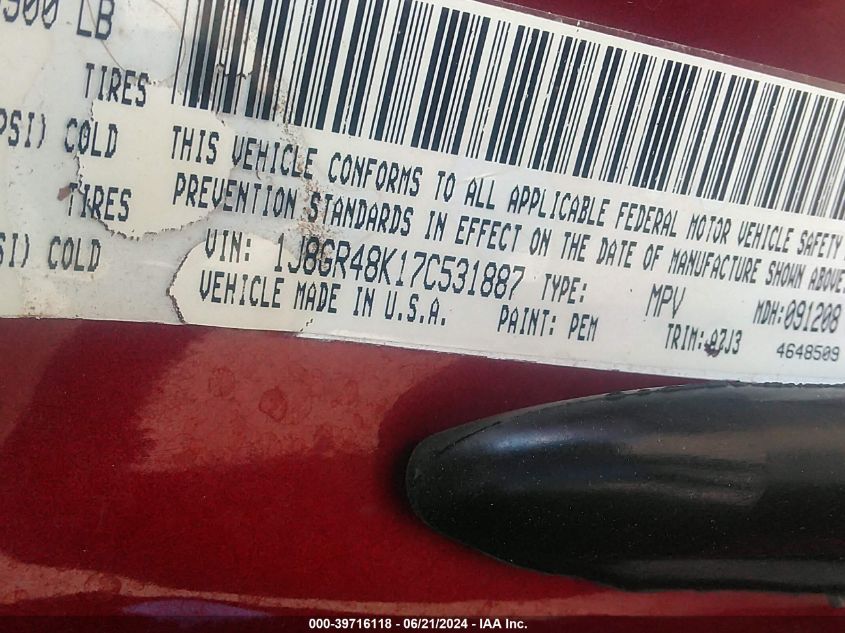 900 LB
TIRES
PSI) COLD
TIRES
SI) COLD
THIS VEHICLE CONFORMS TO ALL APPLICABLE FEDERAL MOTOR VEHICLE SAFETY
PREVENTION STANDARDS IN EFFECT ON THE DATE OF MANUFACTURE SHOWN ABOVE.
VIN: 1J8GR48K17C531887 TYPE: MPV MDH:091208
VEHICLE MADE IN U.S.A. PAINT: PEM TRIM: A7J3 4648509
000-39716118 - 06/21/2024 - IAA Inc.